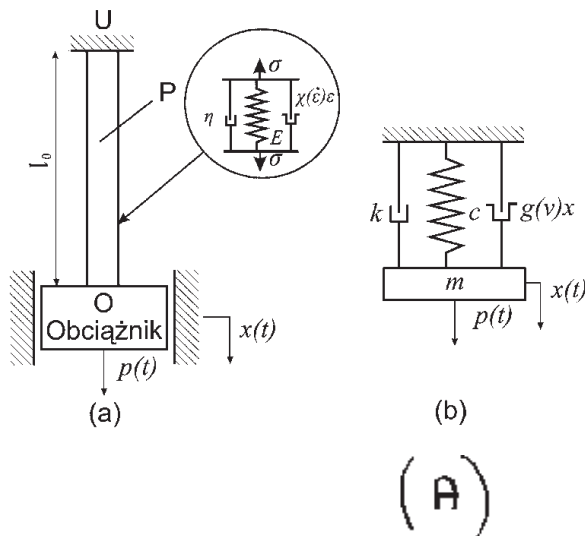 U
P
l₀
σ
η
χ(ε̇)ε
E
σ
O
Obciążnik
x(t)
p(t)
(a)
k
c
g(v)x
m
x(t)
p(t)
(b)
(A)